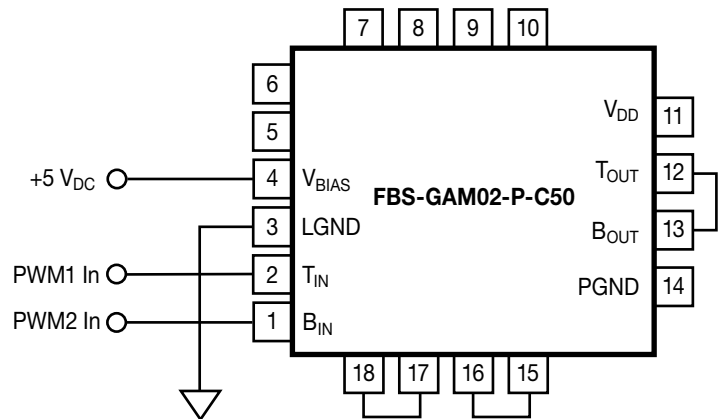 7 8 9 10
6
5
+5 V_DC 4 V_BIAS
3 LGND
PWM1 In 2 T_IN
PWM2 In 1 B_IN
FBS-GAM02-P-C50
V_DD 11
T_OUT 12
B_OUT 13
PGND 14
18 17 16 15